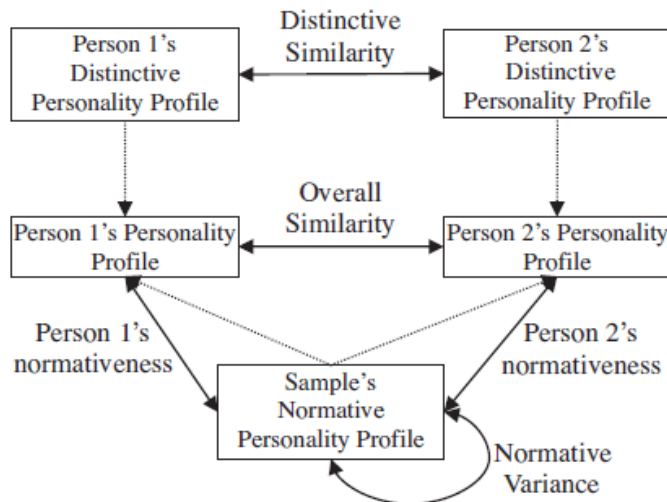 Person 1's
Distinctive
Personality Profile
Distinctive
Similarity
Person 2's
Distinctive
Personality Profile
Person 1's Personality
Profile
Overall
Similarity
Person 2's Personality
Profile
Person 1's
normativeness
Sample's
Normative
Personality Profile
Person 2's
normativeness
Normative
Variance